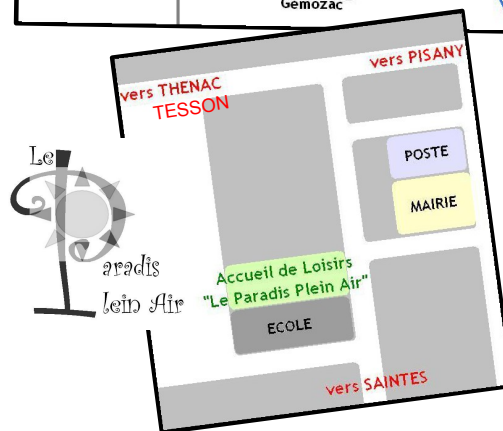 Gemozac
vers PISANY
vers THENAC
TESSON
POSTE
MAIRIE
Le
aradis
lein Air
Accueil de Loisirs
"Le Paradis Plein Air"
ECOLE
vers SAINTES